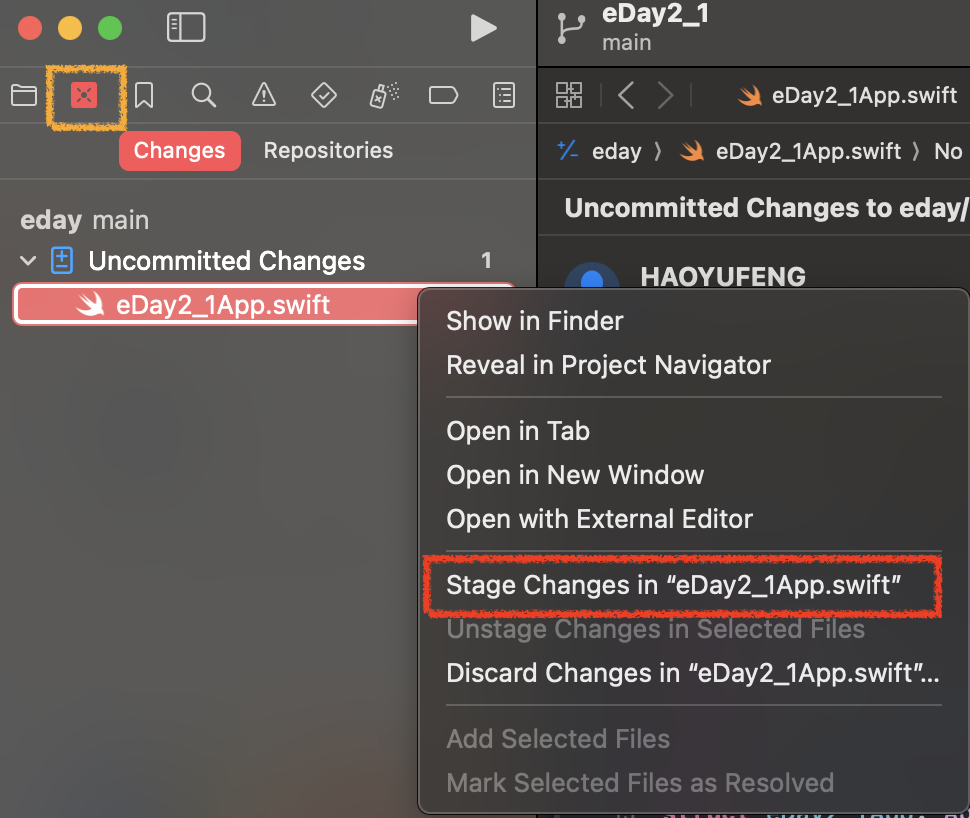 eDay2_1
main
eDay2_1App.swift
Changes
Repositories
eday
eDay2_1App.swift
No
Uncommitted Changes to eday/
eday main
Uncommitted Changes
1
HAOYUFENG
eDay2_1App.swift
Show in Finder
Reveal in Project Navigator
Open in Tab
Open in New Window
Open with External Editor
Stage Changes in “eDay2_1App.swift”
Unstage Changes in Selected Files
Discard Changes in “eDay2_1App.swift”...
Add Selected Files
Mark Selected Files as Resolved